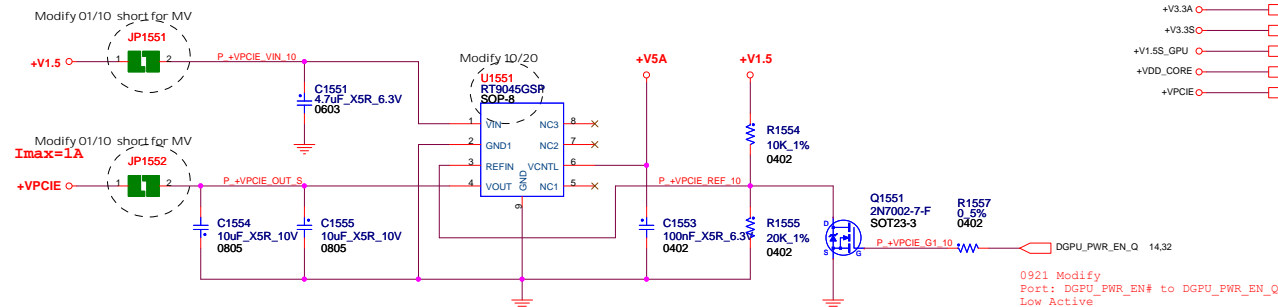 Modify 01/10 short for MV
JP1551
+V1.5
1
2
P_+VPCIE_VIN_10
C1551
4.7uF_X5R_6.3V
0603
Modify 10/20
U1551
RT9045GSP
SOP-8
1 VIN
2 GND1
3 REFIN
4 VOUT
NC3 8
NC2 7
VCNTL 6
NC1 5
GND
9
+V5A
+V1.5
R1554
10K_1%
0402
Modify 01/10 short for MV
Imax=1A
JP1552
+VPCIE
1
2
P_+VPCIE_OUT_S
C1554
10uF_X5R_10V
0805
C1555
10uF_X5R_10V
0805
P_+VPCIE_REF_10
C1553
100nF_X5R_6.3V
0402
R1555
20K_1%
0402
Q1551
2N7002-7-F
SOT23-3
D
S
G
P_+VPCIE_G1_10
R1557
0_5%
0402
DGPU_PWR_EN_Q 14,32
0921 Modify
Port: DGPU_PWR_EN# to DGPU_PWR_EN_Q
Low Active
+V3.3A
+V3.3S
+V1.5S_GPU
+VDD_CORE
+VPCIE